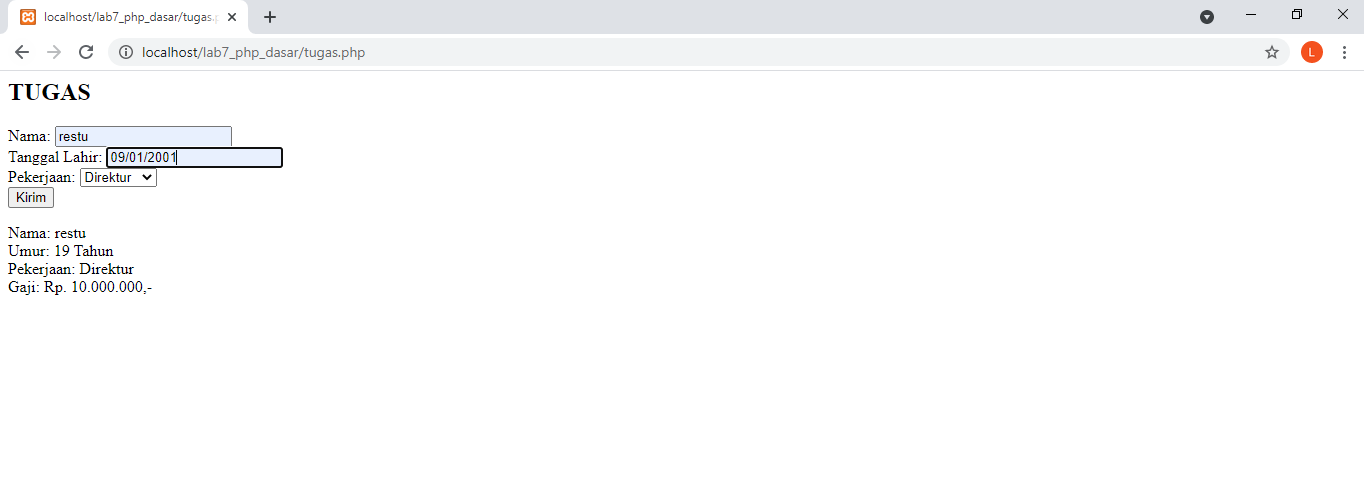 localhost/lab7_php_dasar/tugas.p
L
localhost/lab7_php_dasar/tugas.php
TUGAS
Nama: restu
Tanggal Lahir: 09/01/2001
Pekerjaan: Direktur
Kirim
Nama: restu
Umur: 19 Tahun
Pekerjaan: Direktur
Gaji: Rp. 10.000.000,-